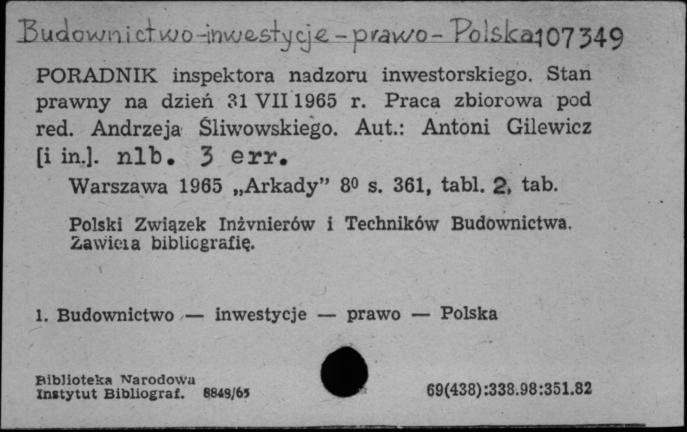 Budownictwo-inwestycje-prawo-Polska 107349
PORADNIK inspektora nadzoru inwestorskiego. Stan
prawny na dzień 31 VII 1965 r. Praca zbiorowa pod
red. Andrzeja Śliwowskiego. Aut.: Antoni Gilewicz
[i in.]. nlb. 3 err.
Warszawa 1965 „Arkady” 8⁰ s. 361, tabl. 2, tab.
Polski Związek Inżynierów i Techników Budownictwa.
Zawiera bibliografię.
1. Budownictwo — inwestycje — prawo — Polska
Biblioteka Narodowa
Instytut Bibliograf. 8848/65 69(438):338.98:351.82